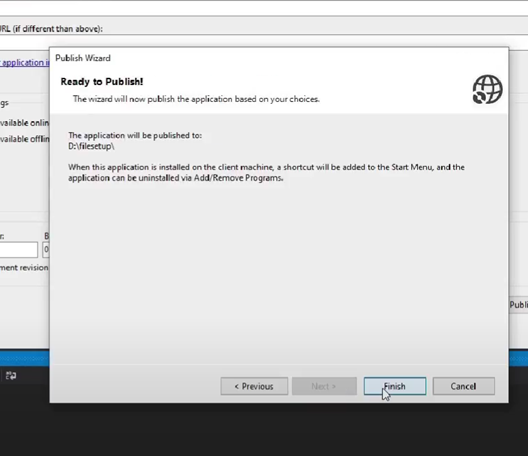 URL (if different than above):
Publish Wizard
Ready to Publish!
The wizard will now publish the application based on your choices.
application i
gs
vailable onlin
vailable offlin
The application will be published to:
D:\filesetup\
When this application is installed on the client machine, a shortcut will be added to the Start Menu, and the
application can be uninstalled via Add/Remove Programs.
r:
B
0
ment revision
Publi
< Previous
Next >
Finish
Cancel